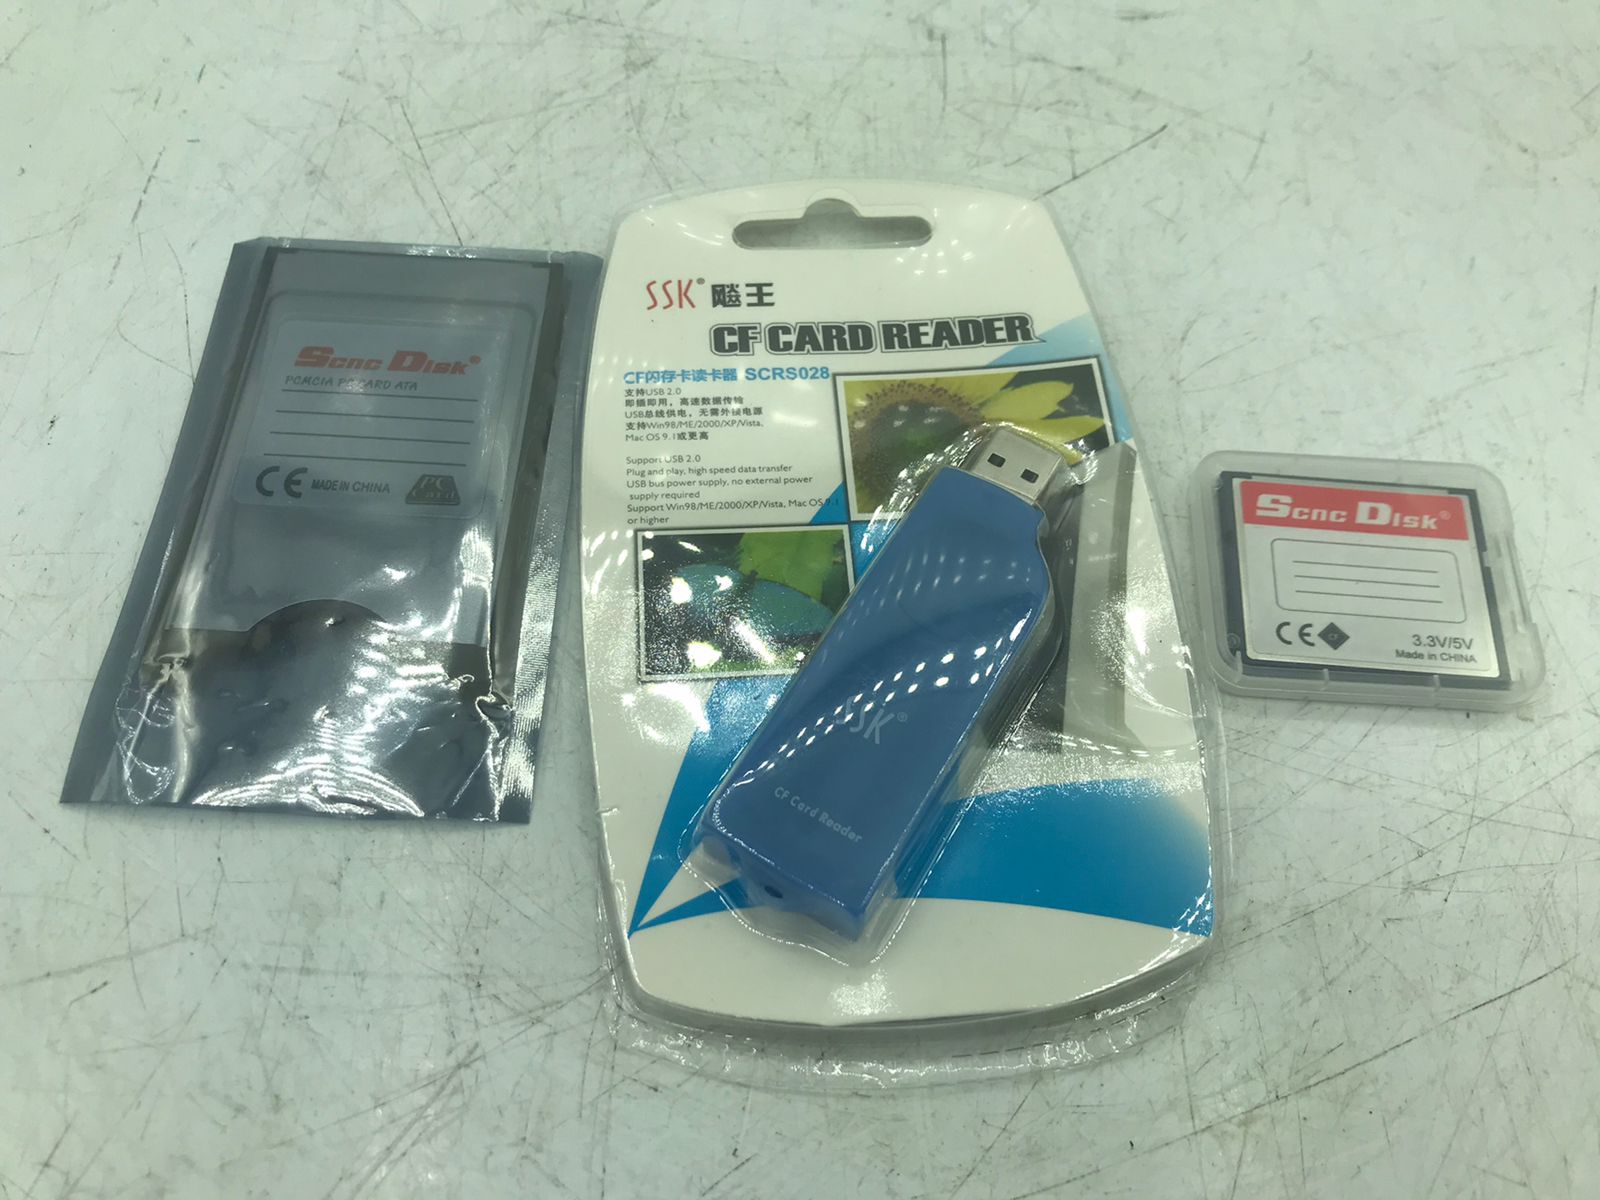 Scnc Disk®
PCMCIA PC CARD ATA
CE MADE IN CHINA
PC Card
SSK® 飚王
CF CARD READER
CF闪存卡读卡器 SCRS028
支持USB 2.0
即插即用，高速数据传输
USB总线供电，无需外接电源
支持Win98/ME/2000/XP/Vista,
Mac OS 9.1或更高
Support USB 2.0
Plug and play, high speed data transfer
USB bus power supply, no external power
supply required
Support Win98/ME/2000/XP/Vista, Mac OS 9.1
or higher
SSK®
CF Card Reader
Scnc Disk®
CE
3.3V/5V
Made in CHINA